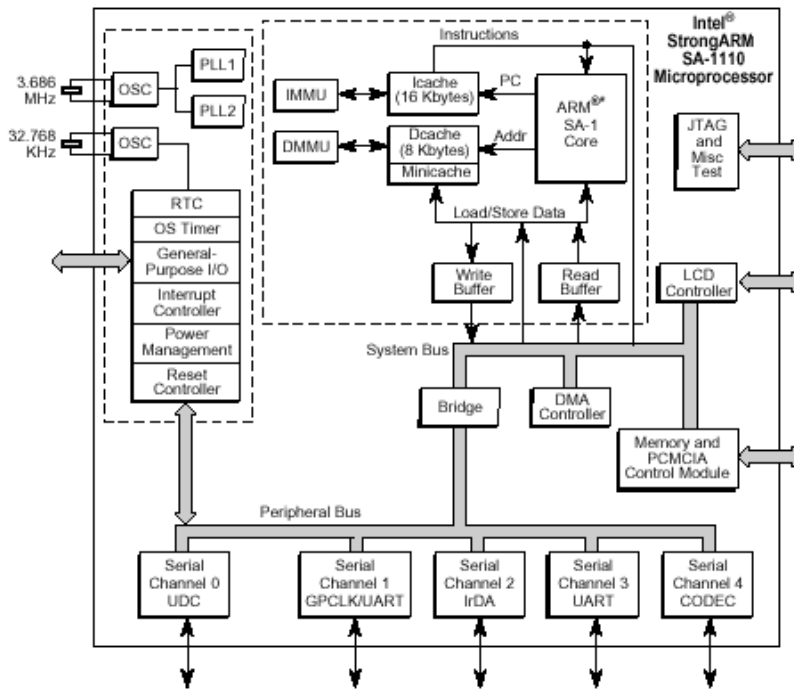 Intel®
StrongARM
SA-1110
Microprocessor
3.686
MHz
OSC
PLL1
PLL2
32.768
KHz
OSC
RTC
OS Timer
General-
Purpose I/O
Interrupt
Controller
Power
Management
Reset
Controller
Instructions
IMMU
Icache
(16 Kbytes)
PC
ARM®*
SA-1
Core
DMMU
Dcache
(8 Kbytes)
Minicache
Addr
Load/Store Data
Write
Buffer
Read
Buffer
JTAG
and
Misc
Test
LCD
Controller
System Bus
Bridge
DMA
Controller
Memory and
PCMCIA
Control Module
Peripheral Bus
Serial
Channel 0
UDC
Serial
Channel 1
GPCLK/UART
Serial
Channel 2
IrDA
Serial
Channel 3
UART
Serial
Channel 4
CODEC